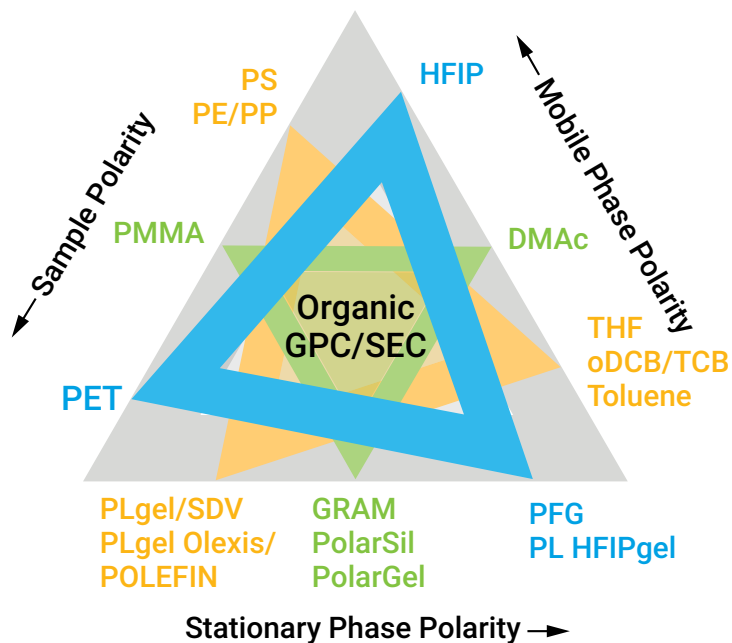 HFIP
PS
PE/PP
← Sample Polarity
← Mobile Phase Polarity
PMMA
DMAc
Organic
GPC/SEC
THF
oDCB/TCB
Toluene
PET
PLgel/SDV
PLgel Olexis/
POLEFIN
GRAM
PolarSil
PolarGel
PFG
PL HFIPgel
Stationary Phase Polarity →